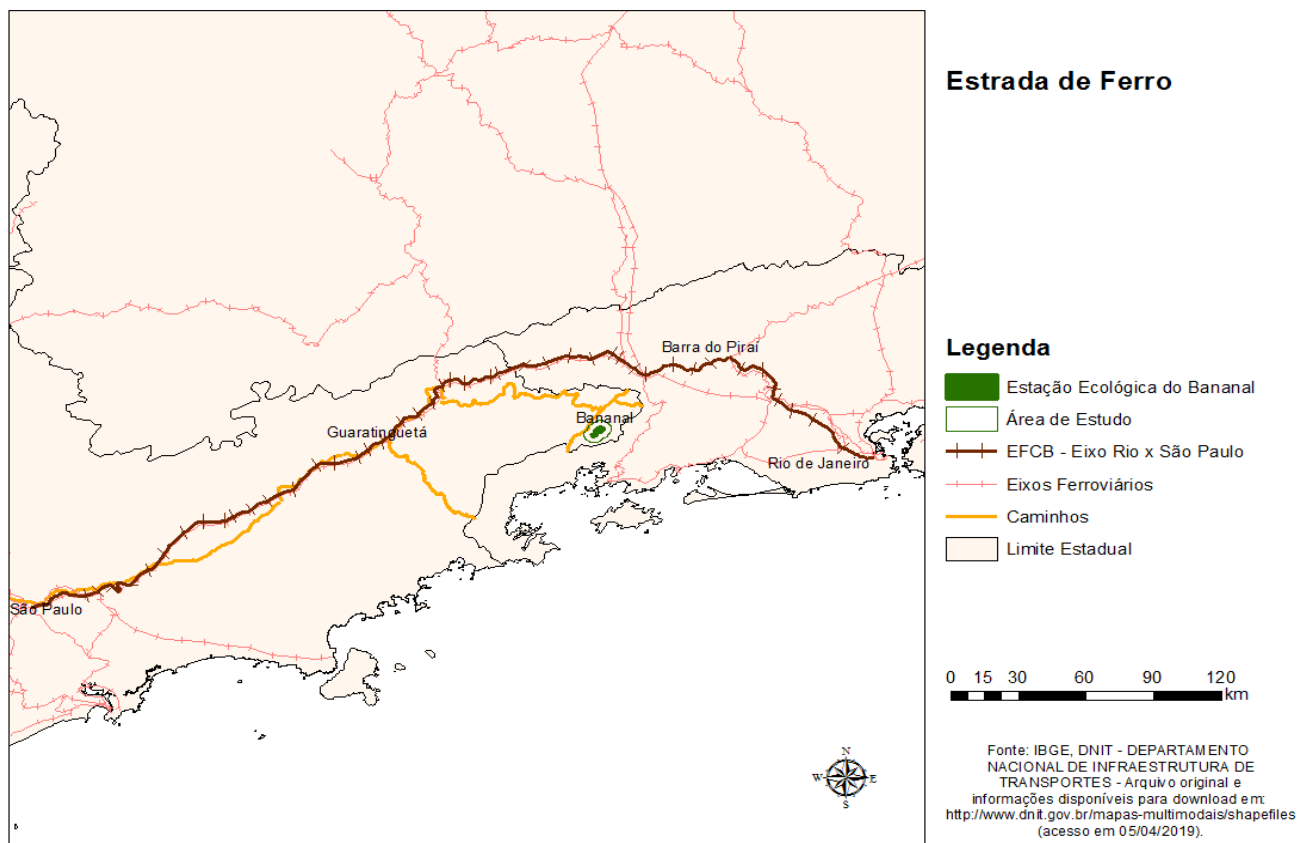 Estrada de Ferro
Barra do Piraí
Guaratinguetá
Bananal
Rio de Janeiro
São Paulo
N
W E
S
Legenda
Estação Ecológica do Bananal
Área de Estudo
EFCB - Eixo Rio x São Paulo
Eixos Ferroviários
Caminhos
Limite Estadual
0 15 30 60 90 120
km
Fonte: IBGE, DNIT - DEPARTAMENTO
NACIONAL DE INFRAESTRUTURA DE
TRANSPORTES - Arquivo original e
informações disponíveis para download em:
http://www.dnit.gov.br/mapas-multimodais/shapefiles
(acesso em 05/04/2019).